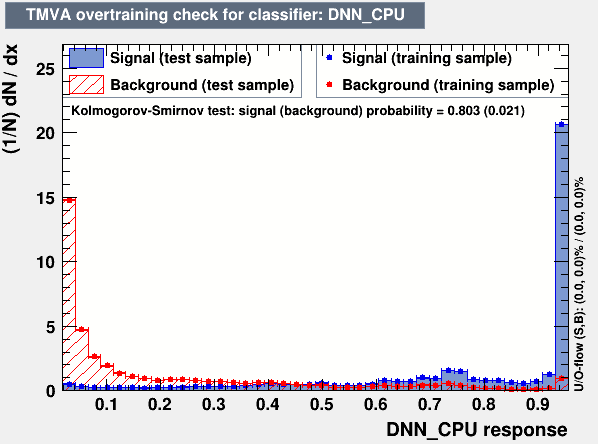 TMVA overtraining check for classifier: DNN_CPU
(1/N) dN / dx
Signal (test sample)
Background (test sample)
Signal (training sample)
Background (training sample)
Kolmogorov-Smirnov test: signal (background) probability = 0.803 (0.021)
25
20
15
10
5
0
0.1 0.2 0.3 0.4 0.5 0.6 0.7 0.8 0.9
DNN_CPU response
U/O-flow (S,B): (0.0, 0.0)% / (0.0, 0.0)%